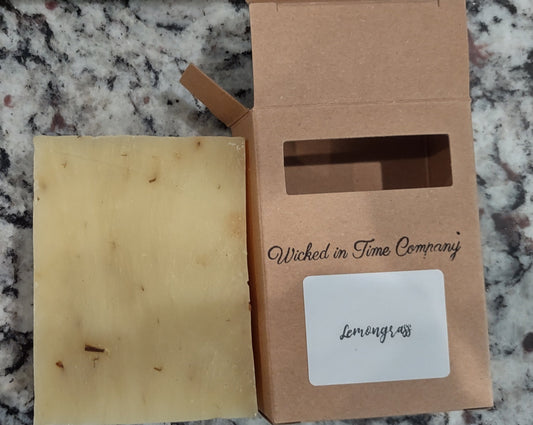 Wicked in Time Company
Lemongrass